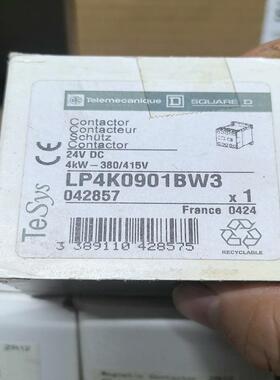 Telemecanique D SQUARE D
Contactor
Contacteur
Schütz
Contactor
24V DC
4kW-380/415V
CE
TeSys
LP4K0901BW3
042857 x 1
France 0424
3 389110 428575
RECYCLABLE